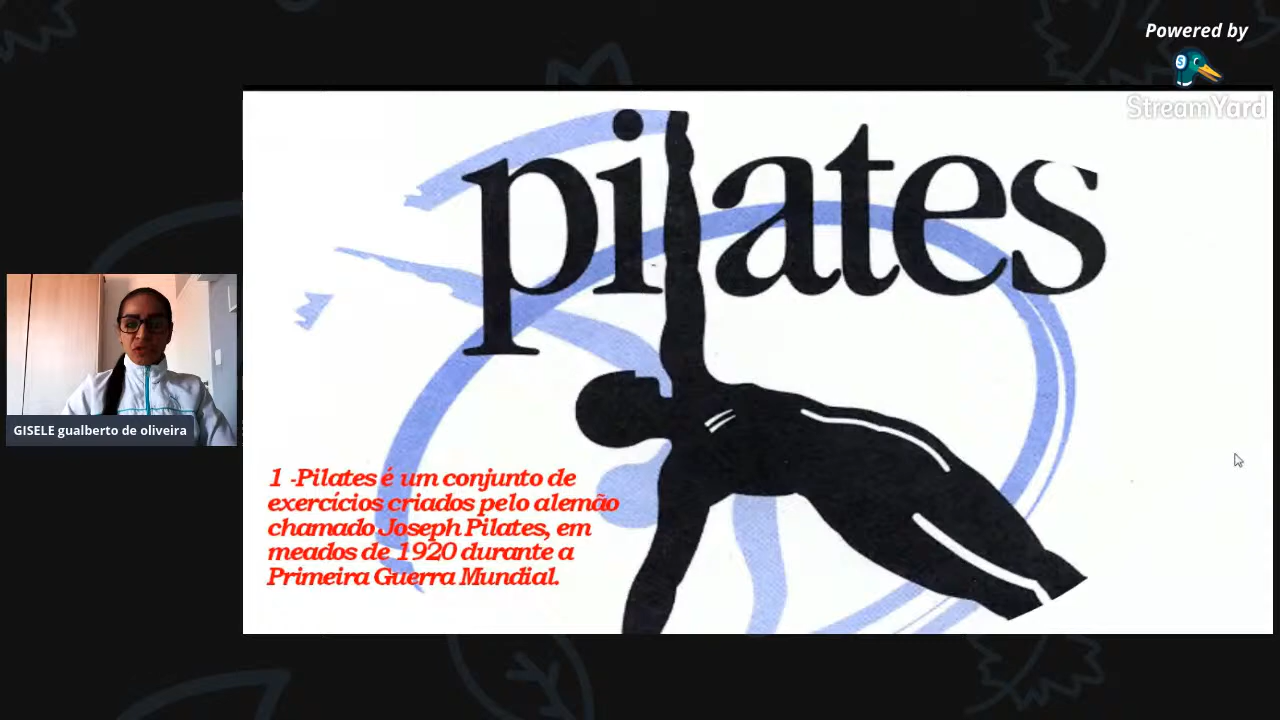 Powered by
StreamYard
pilates
GISELE gualberto de oliveira
1 -Pilates é um conjunto de
exercícios criados pelo alemão
chamado Joseph Pilates, em
meados de 1920 durante a
Primeira Guerra Mundial.